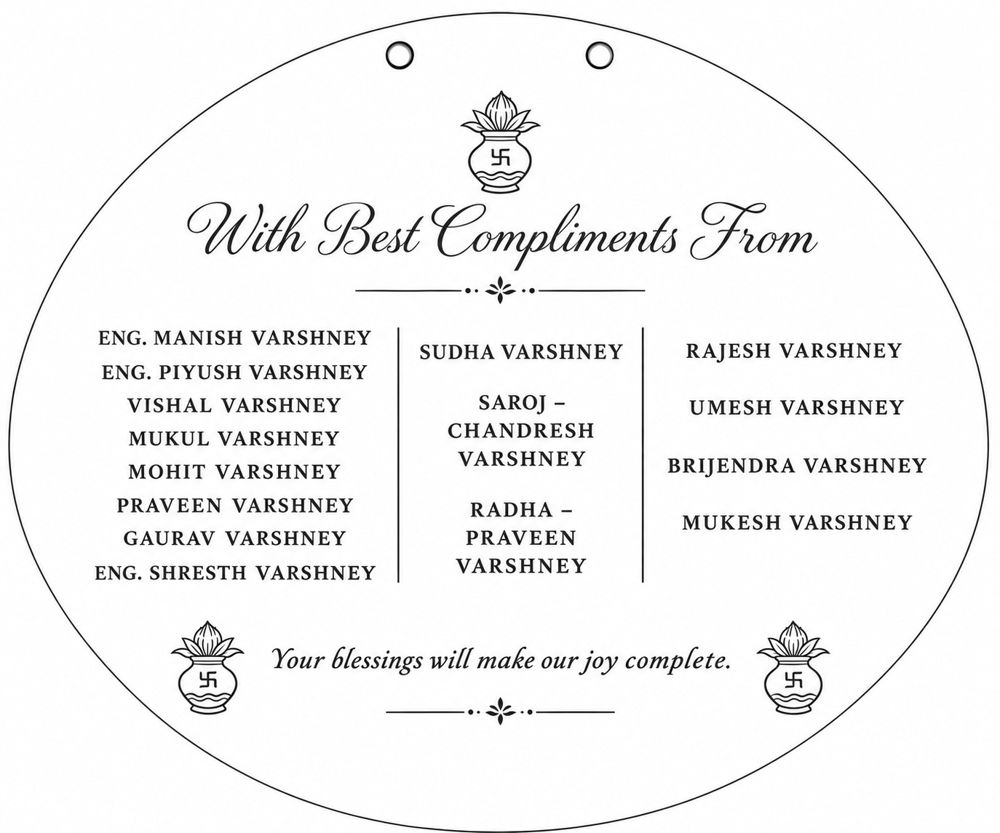 With Best Compliments From
ENG. MANISH VARSHNEY
ENG. PIYUSH VARSHNEY
VISHAL VARSHNEY
MUKUL VARSHNEY
MOHIT VARSHNEY
PRAVEEN VARSHNEY
GAURAV VARSHNEY
ENG. SHRESTH VARSHNEY
SUDHA VARSHNEY
SAROJ –
CHANDRESH
VARSHNEY
RADHA –
PRAVEEN
VARSHNEY
RAJESH VARSHNEY
UMESH VARSHNEY
BRIJENDRA VARSHNEY
MUKESH VARSHNEY
Your blessings will make our joy complete.